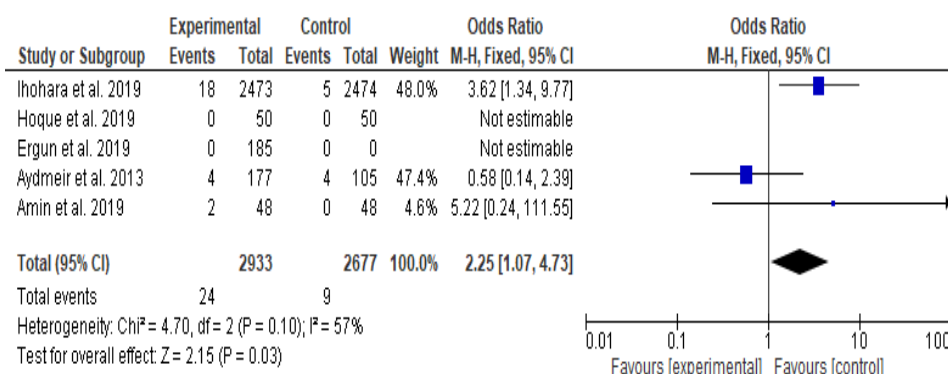 Experimental Control Odds Ratio Odds Ratio
Study or Subgroup Events Total Events Total Weight M-H, Fixed, 95% CI M-H, Fixed, 95% CI
Ihohara et al. 2019 18 2473 5 2474 48.0% 3.62 [1.34, 9.77]
Hoque et al. 2019 0 50 0 50 Not estimable
Ergun et al. 2019 0 185 0 0 Not estimable
Aydmeir et al. 2013 4 177 4 105 47.4% 0.58 [0.14, 2.39]
Amin et al. 2019 2 48 0 48 4.6% 5.22 [0.24, 111.55]
Total (95% CI) 2933 2677 100.0% 2.25 [1.07, 4.73]
Total events 24 9
Heterogeneity: Chi² = 4.70, df = 2 (P = 0.10); I² = 57%
Test for overall effect: Z = 2.15 (P = 0.03)
0.01 0.1 1 10 100
Favours [experimental] Favours [control]